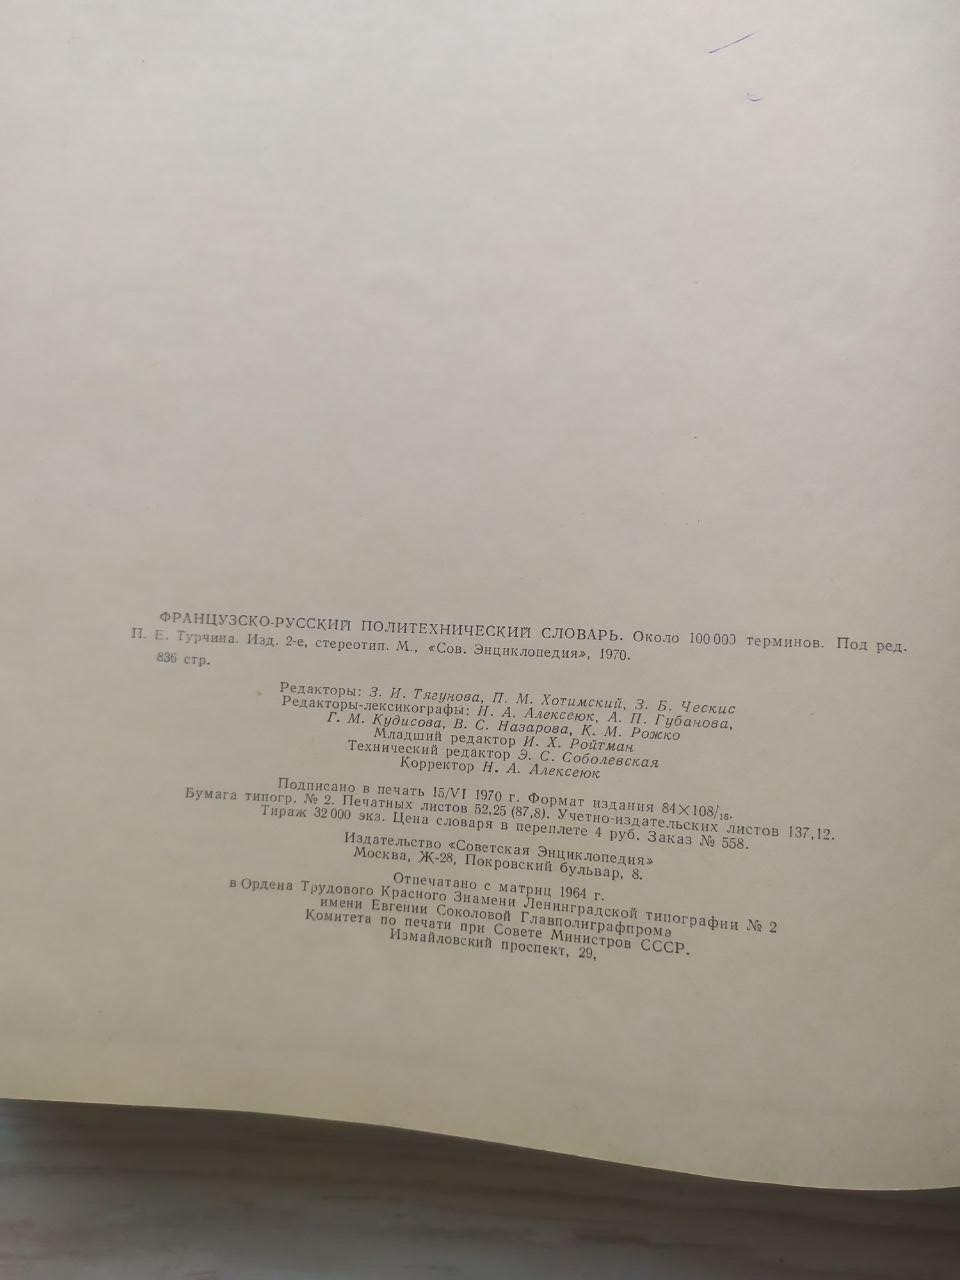 ФРАНЦУЗСКО-РУССКИЙ ПОЛИТЕХНИЧЕСКИЙ СЛОВАРЬ. Около 100 000 терминов. Под ред.
П. Е. Турчина. Изд. 2-е, стереотип. М., «Сов. Энциклопедия», 1970.
836 стр.
Редакторы: З. И. Тягунова, П. М. Хотимский, З. Б. Ческис
Редакторы-лексикографы: Н. А. Алексеюк, А. П. Губанова,
Г. М. Кудисова, В. С. Назарова, К. М. Рожко
Младший редактор И. Х. Ройтман
Технический редактор Э. С. Соболевская
Корректор Н. А. Алексеюк
Подписано в печать 15/VI 1970 г. Формат издания 84×108/16.
Бумага типогр. № 2. Печатных листов 52,25 (87,8). Учетно-издательских листов 137,12.
Тираж 32 000 экз. Цена словаря в переплете 4 руб. Заказ № 558.
Издательство «Советская Энциклопедия»
Москва, Ж-28, Покровский бульвар, 8.
Отпечатано с матриц 1964 г.
в Ордена Трудового Красного Знамени Ленинградской типографии № 2
имени Евгении Соколовой Главполиграфпрома
Комитета по печати при Совете Министров СССР.
Измайловский проспект, 29,